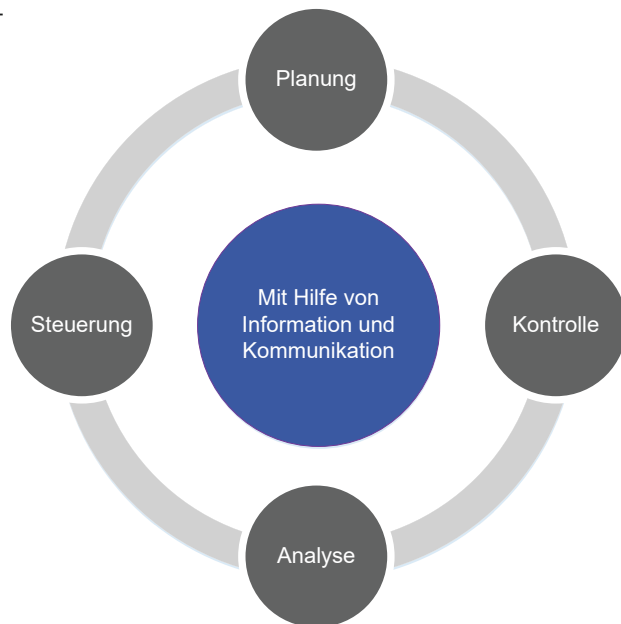 Planung
Steuerung
Mit Hilfe von
Information und
Kommunikation
Kontrolle
Analyse